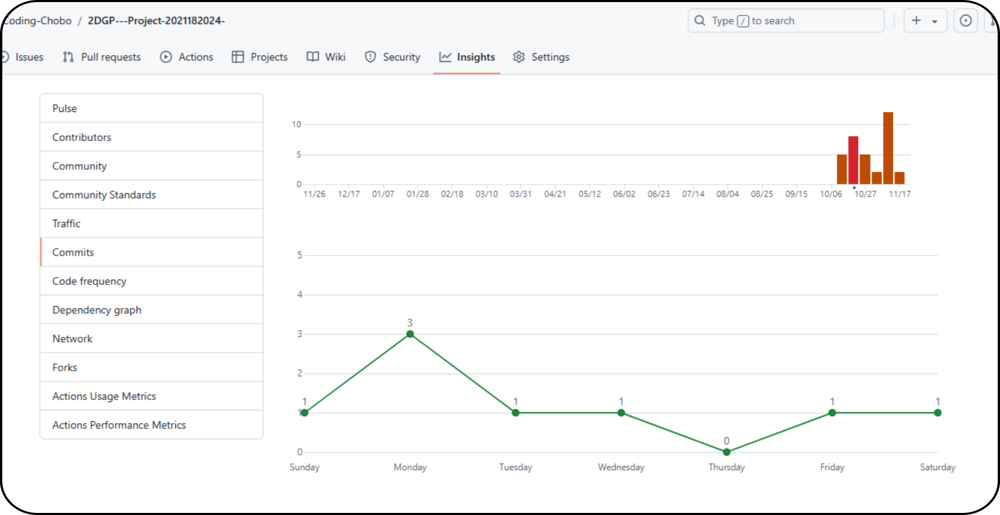 Coding-Chobo / 2DGP---Project-2021182024-
Type / to search
Issues
Pull requests
Actions
Projects
Wiki
Security
Insights
Settings
Pulse
Contributors
Community
Community Standards
Traffic
Commits
Code frequency
Dependency graph
Network
Forks
Actions Usage Metrics
Actions Performance Metrics
10
5
0
11/26 12/17 01/07 01/28 02/18 03/10 03/31 04/21 05/12 06/02 06/23 07/14 08/04 08/25 09/15 10/06 10/27 11/17
5
4
3
2
1
0
1 3 1 1 0 1 1
Sunday Monday Tuesday Wednesday Thursday Friday Saturday